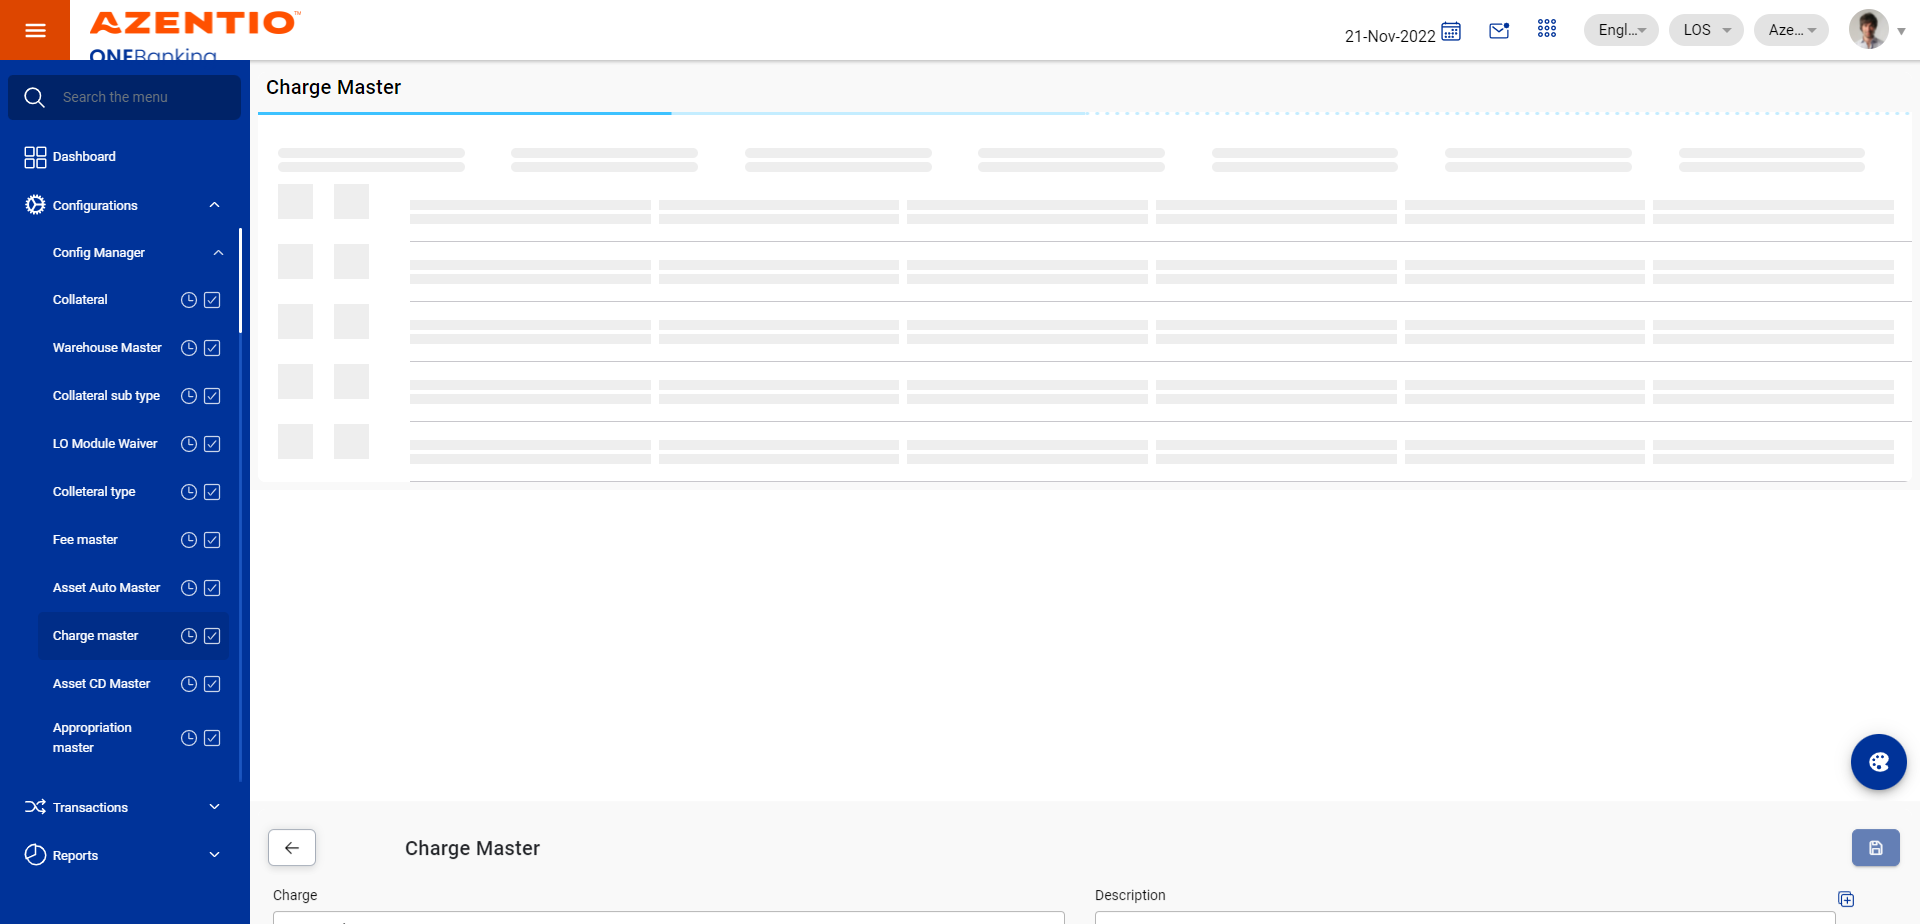 AZENTIO™
ONEBanking
21-Nov-2022
Engl...
LOS
Aze...
Search the menu
Dashboard
Configurations
Config Manager
Collateral
Warehouse Master
Collateral sub type
LO Module Waiver
Colleteral type
Fee master
Asset Auto Master
Charge master
Asset CD Master
Appropriation
master
Transactions
Reports
Charge Master
Charge Master
Charge
Description